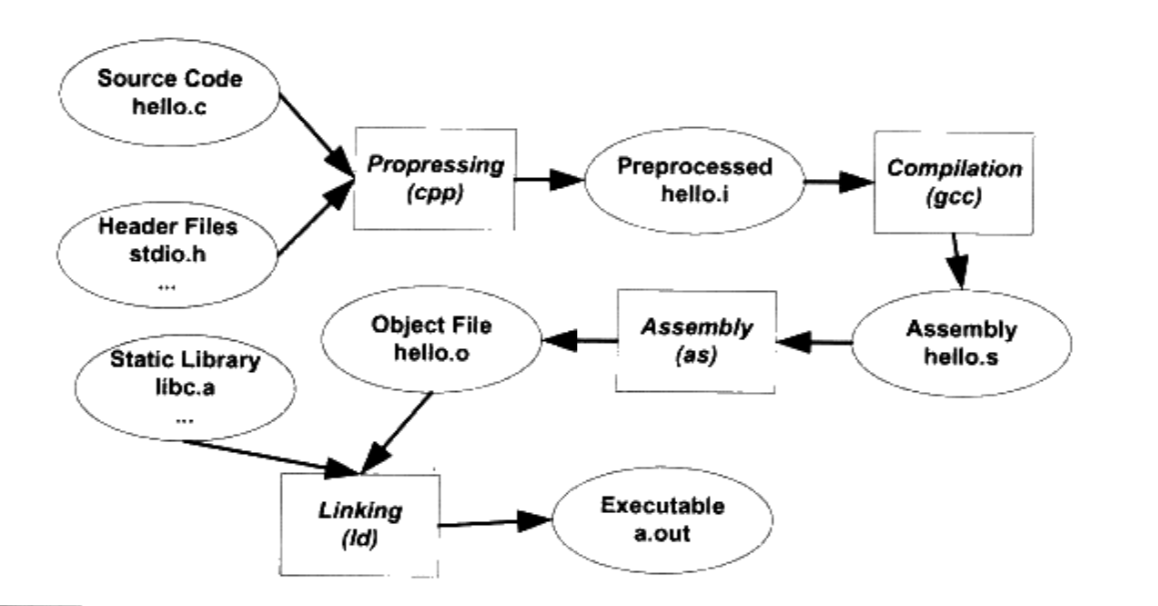 Source Code
hello.c
Propressing
(cpp)
Preprocessed
hello.i
Compilation
(gcc)
Header Files
stdio.h
...
Object File
hello.o
Assembly
(as)
Assembly
hello.s
Static Library
libc.a
...
Linking
(ld)
Executable
a.out